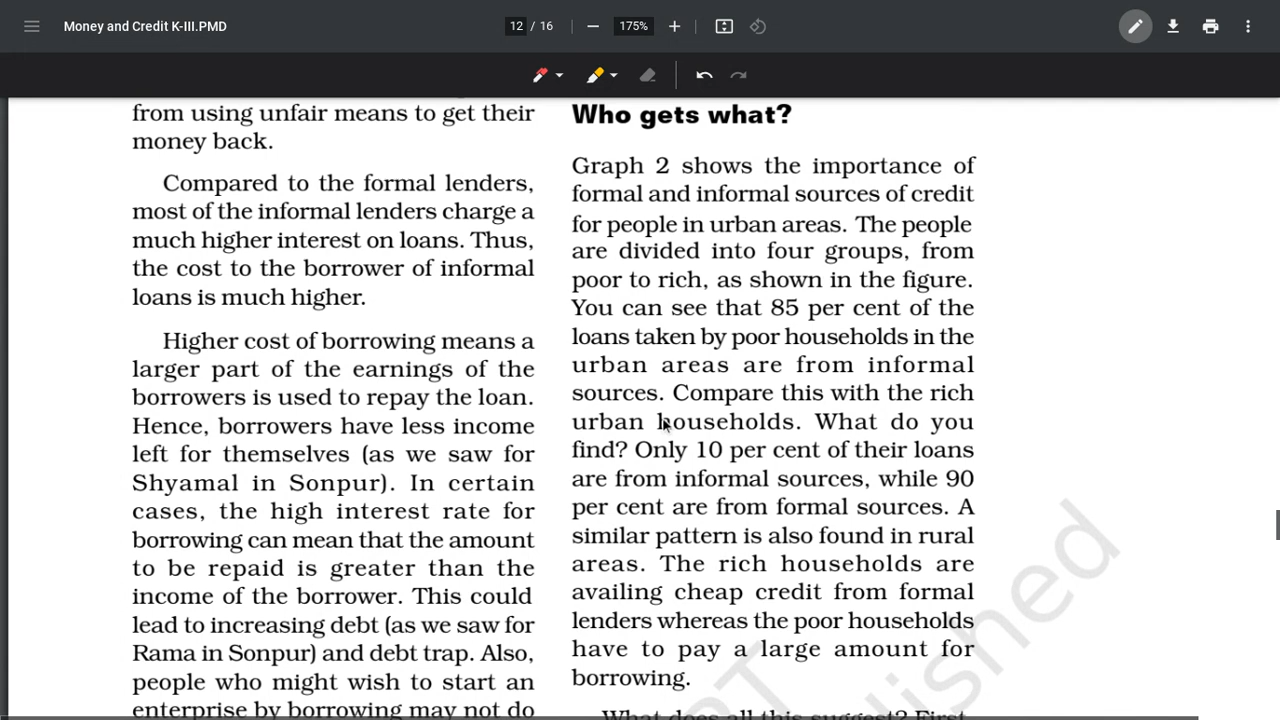 Money and Credit K-III.PMD
12 / 16
175%
from using unfair means to get their
money back.
Compared to the formal lenders,
most of the informal lenders charge a
much higher interest on loans. Thus,
the cost to the borrower of informal
loans is much higher.
Higher cost of borrowing means a
larger part of the earnings of the
borrowers is used to repay the loan.
Hence, borrowers have less income
left for themselves (as we saw for
Shyamal in Sonpur). In certain
cases, the high interest rate for
borrowing can mean that the amount
to be repaid is greater than the
income of the borrower. This could
lead to increasing debt (as we saw for
Rama in Sonpur) and debt trap. Also,
people who might wish to start an
enterprise by borrowing may not do
Who gets what?
Graph 2 shows the importance of
formal and informal sources of credit
for people in urban areas. The people
are divided into four groups, from
poor to rich, as shown in the figure.
You can see that 85 per cent of the
loans taken by poor households in the
urban areas are from informal
sources. Compare this with the rich
urban households. What do you
find? Only 10 per cent of their loans
are from informal sources, while 90
per cent are from formal sources. A
similar pattern is also found in rural
areas. The rich households are
availing cheap credit from formal
lenders whereas the poor households
have to pay a large amount for
borrowing.
What does all this suggest? First,